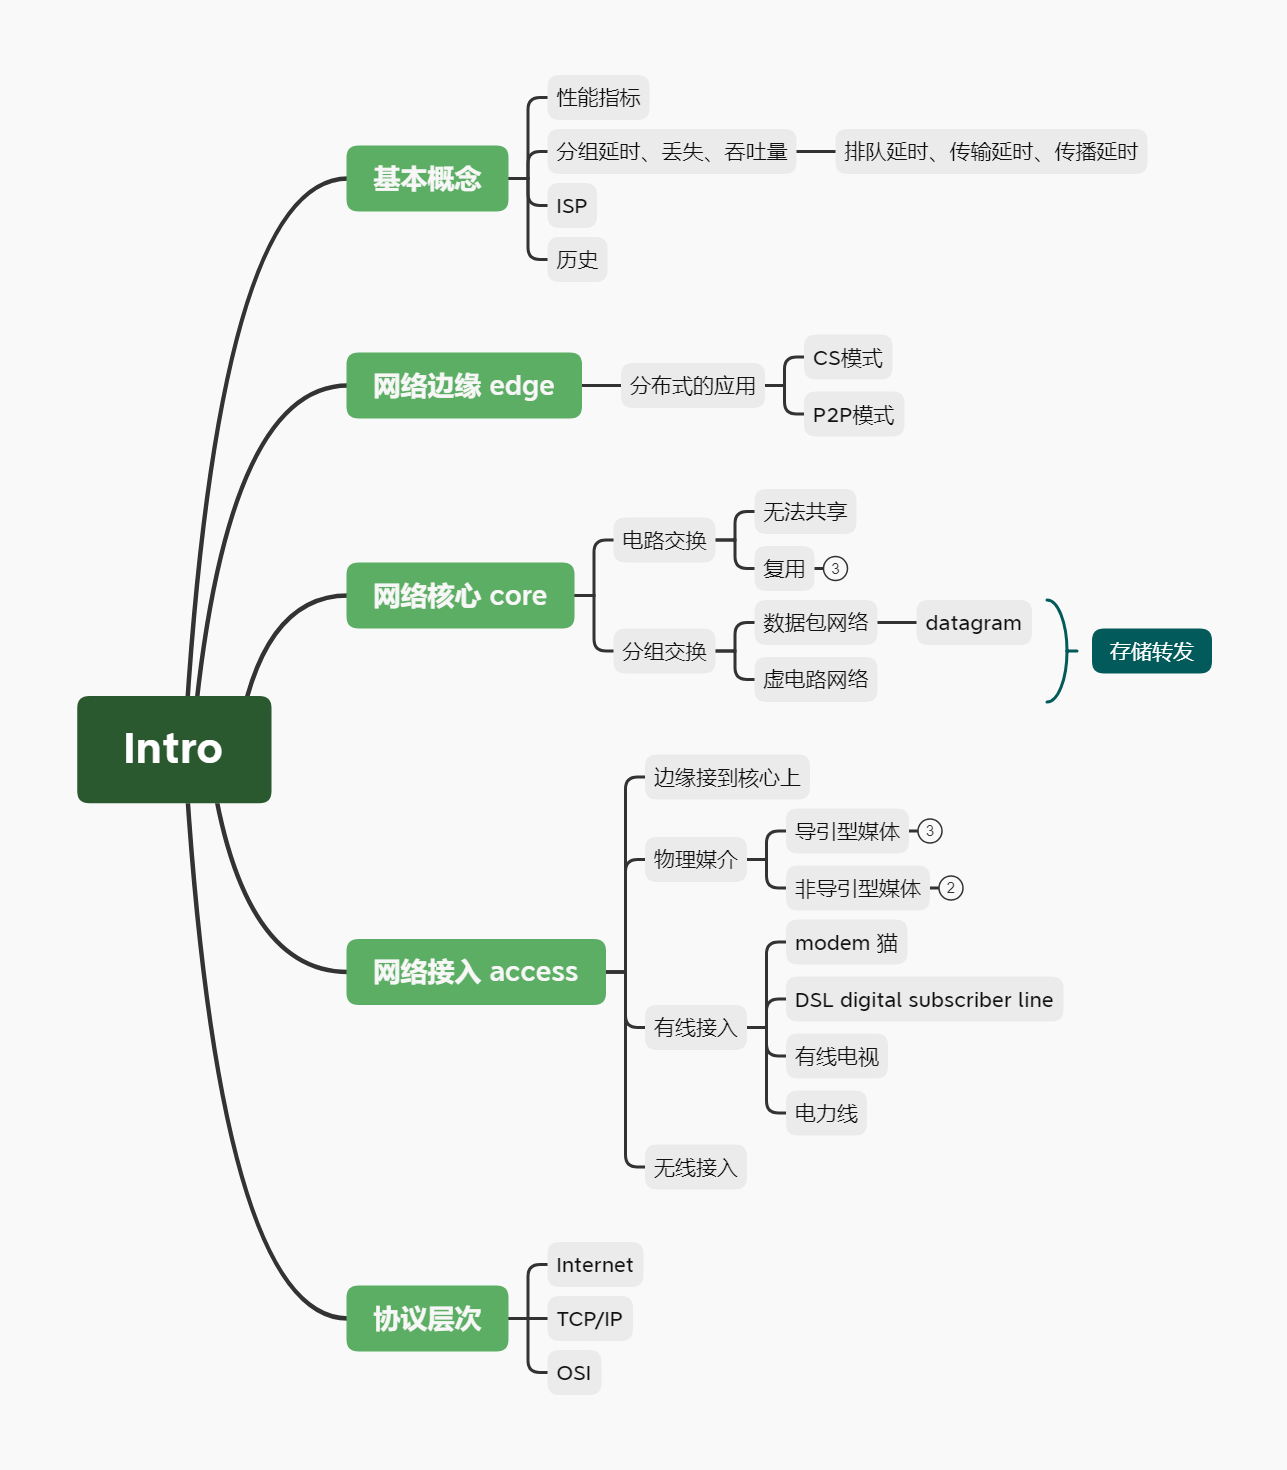 Intro
基本概念
性能指标
分组延时、丢失、吞吐量
排队延时、传输延时、传播延时
ISP
历史
网络边缘 edge
分布式的应用
CS模式
P2P模式
网络核心 core
电路交换
无法共享
复用
3
分组交换
数据包网络
datagram
虚电路网络
存储转发
网络接入 access
边缘接到核心上
物理媒介
导引型媒体
3
非导引型媒体
2
有线接入
modem 猫
DSL digital subscriber line
有线电视
电力线
无线接入
协议层次
Internet
TCP/IP
OSI